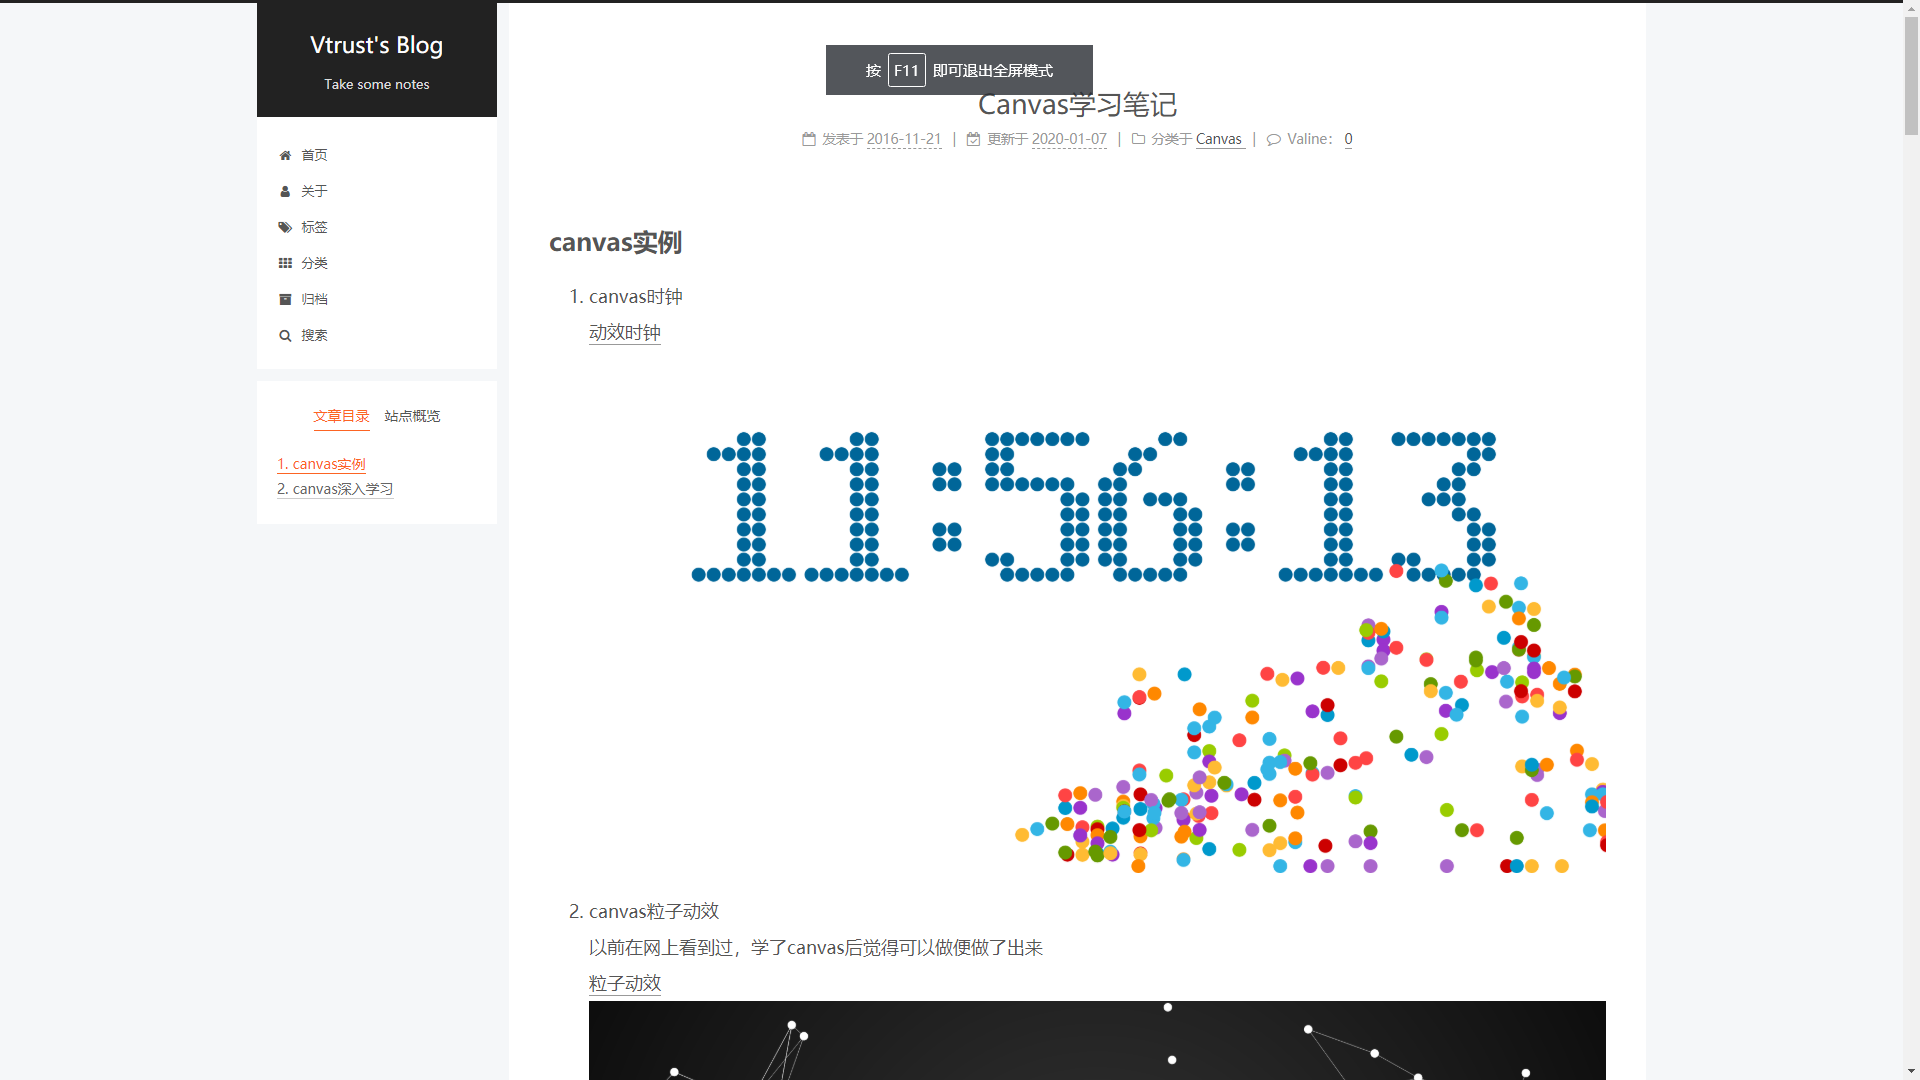 Vtrust's Blog
Take some notes
首页
关于
标签
分类
归档
搜索
文章目录 站点概览
1. canvas实例
2. canvas深入学习
按 F11 即可退出全屏模式
Canvas学习笔记
发表于 2016-11-21 | 更新于 2020-01-07 | 分类于 Canvas | Valine: 0
canvas实例
1. canvas时钟
动效时钟
11:56:13
2. canvas粒子动效
以前在网上看到过，学了canvas后觉得可以做便做了出来
粒子动效